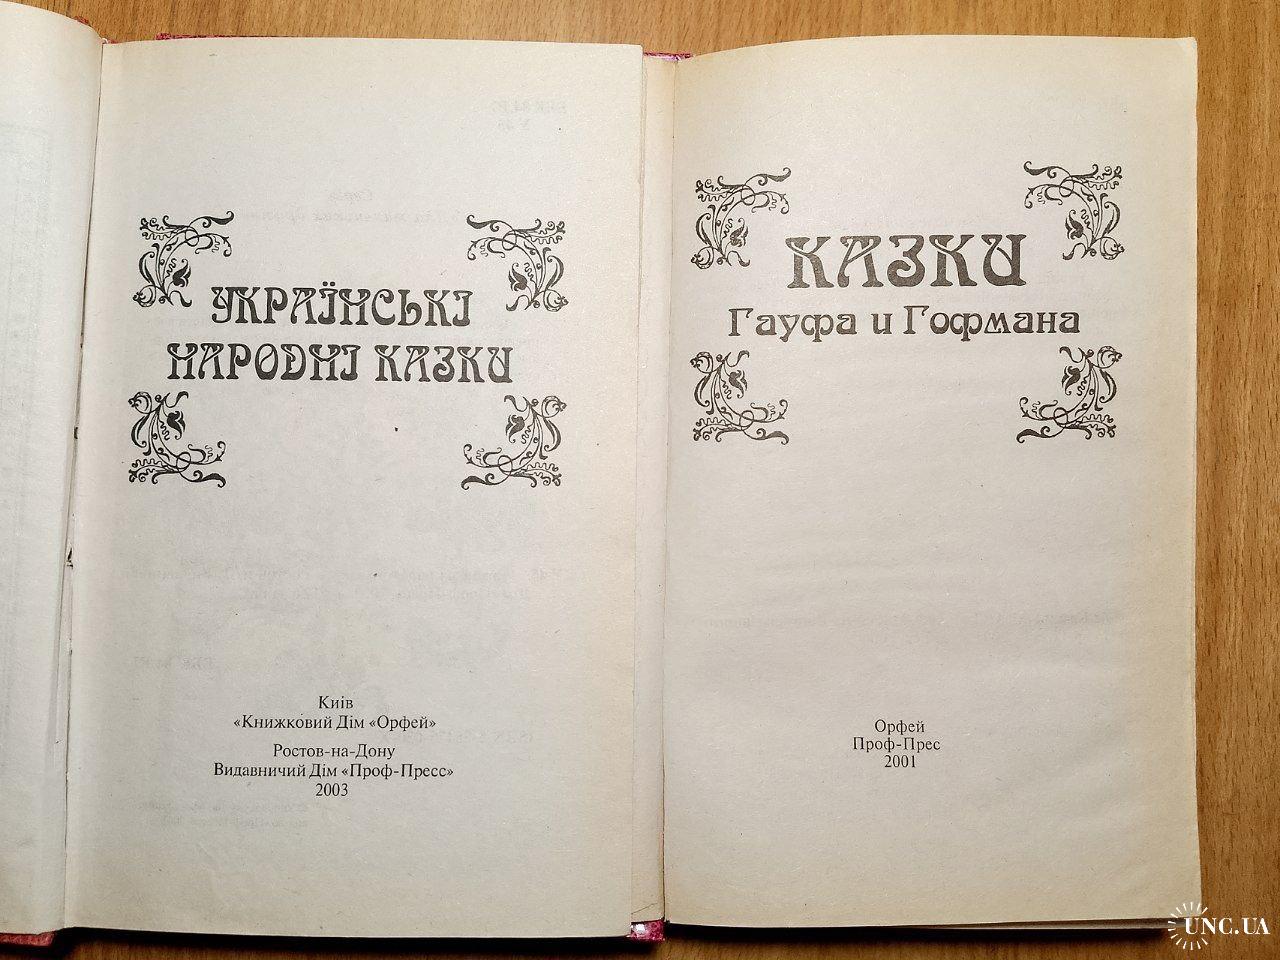 УКРАЇНСЬКІ
НАРОДНІ КАЗКИ
Київ
«Книжковий Дім «Орфей»
Ростов-на-Дону
Видавничий Дім «Проф-Пресс»
2003
КАЗКИ
Гауфа и Гофмана
Орфей
Проф-Прес
2001
UNC.UA